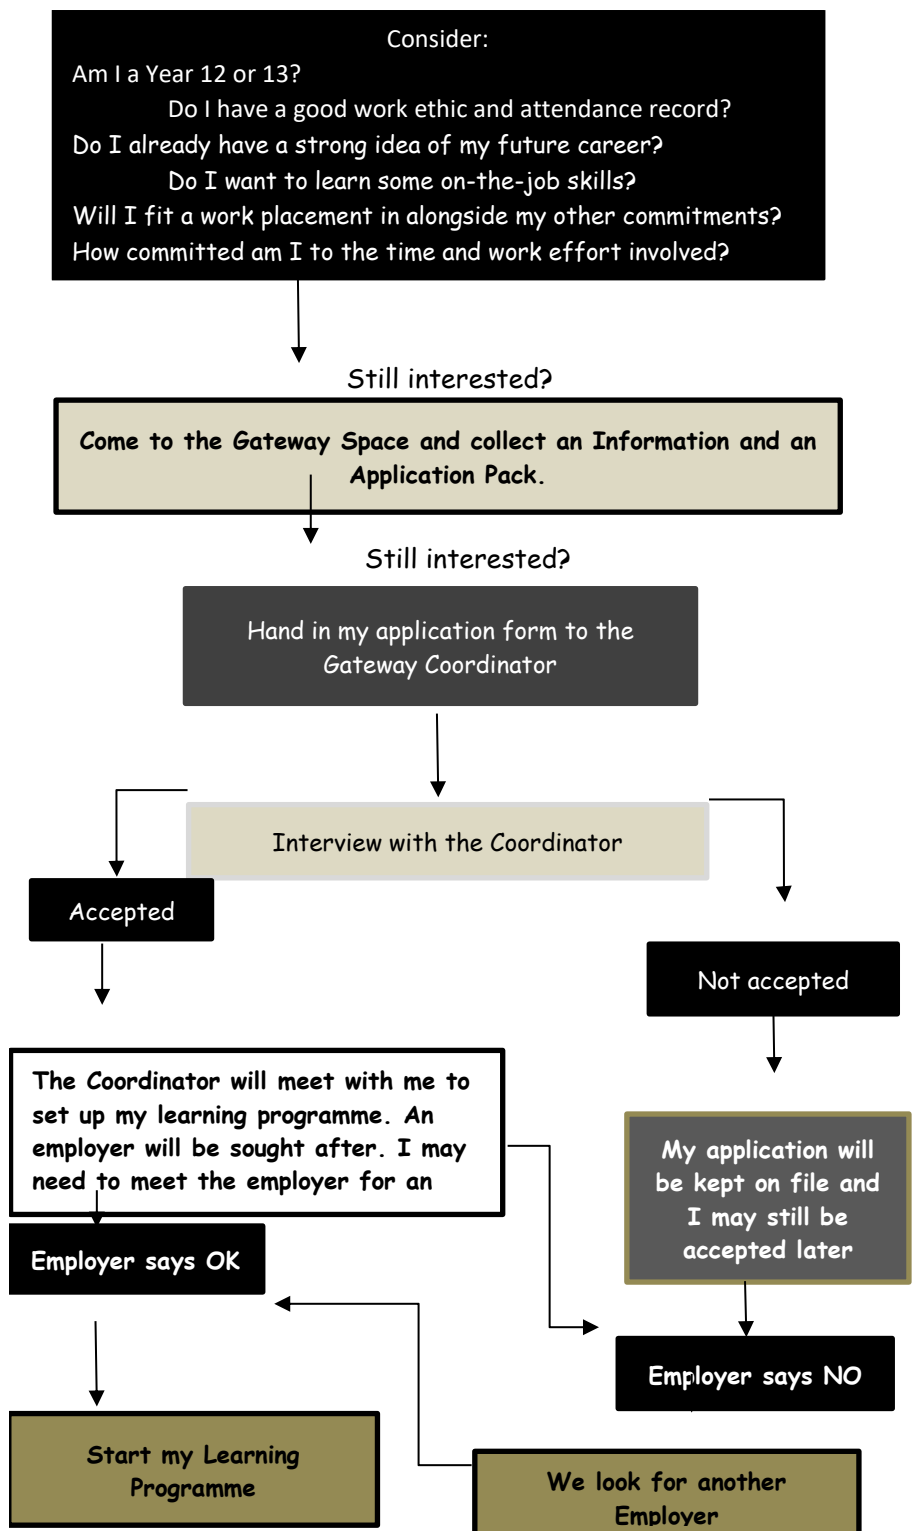 Consider:
Am I a Year 12 or 13?
Do I have a good work ethic and attendance record?
Do I already have a strong idea of my future career?
Do I want to learn some on-the-job skills?
Will I fit a work placement in alongside my other commitments?
How committed am I to the time and work effort involved?
Still interested?
Come to the Gateway Space and collect an Information and an
Application Pack.
Still interested?
Hand in my application form to the
Gateway Coordinator
Interview with the Coordinator
Accepted
Not accepted
The Coordinator will meet with me to
set up my learning programme. An
employer will be sought after. I may
need to meet the employer for an
My application will
be kept on file and
I may still be
accepted later
Employer says OK
Employer says NO
Start my Learning
Programme
We look for another
Employer